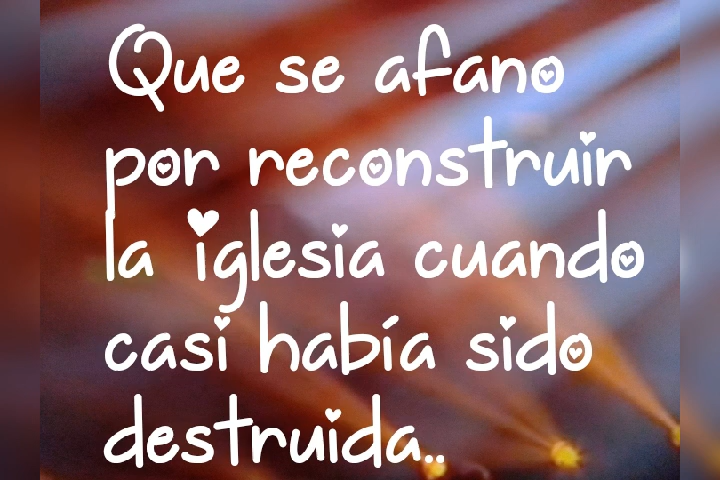 Que se afano
por reconstruir
la iglesia cuando
casi había sido
destruida..